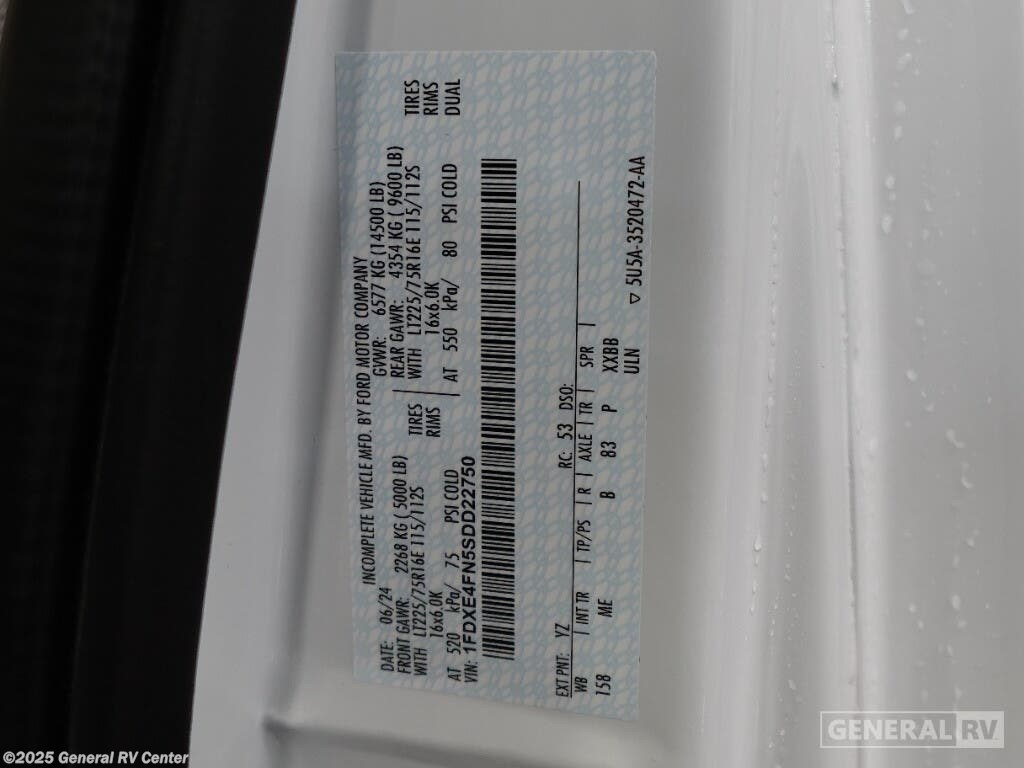 INCOMPLETE VEHICLE MFD. BY FORD MOTOR COMPANY
DATE: 06/24 GVWR: 6577 KG (14500 LB)
FRONT GAWR: 2268 KG (5000 LB) REAR GAWR: 4354 KG (9600 LB)
WITH LT225/75R16E 115/112S TIRES WITH LT225/75R16E 115/112S TIRES
16x6.0K RIMS 16x6.0K RIMS
AT 520 kPa/ 75 PSI COLD AT 550 kPa/ 80 PSI COLD DUAL
VIN: 1FDXE4FN5SDD22750
EXT PNT: YZ RC: 53 DSO:
WB | INT TR | TP/PS | R | AXLE | TR | SPR |
158 ME B 83 P XXBB
ULN
▽ 5U5A-3520472-AA
GENERAL RV
©2025 General RV Center